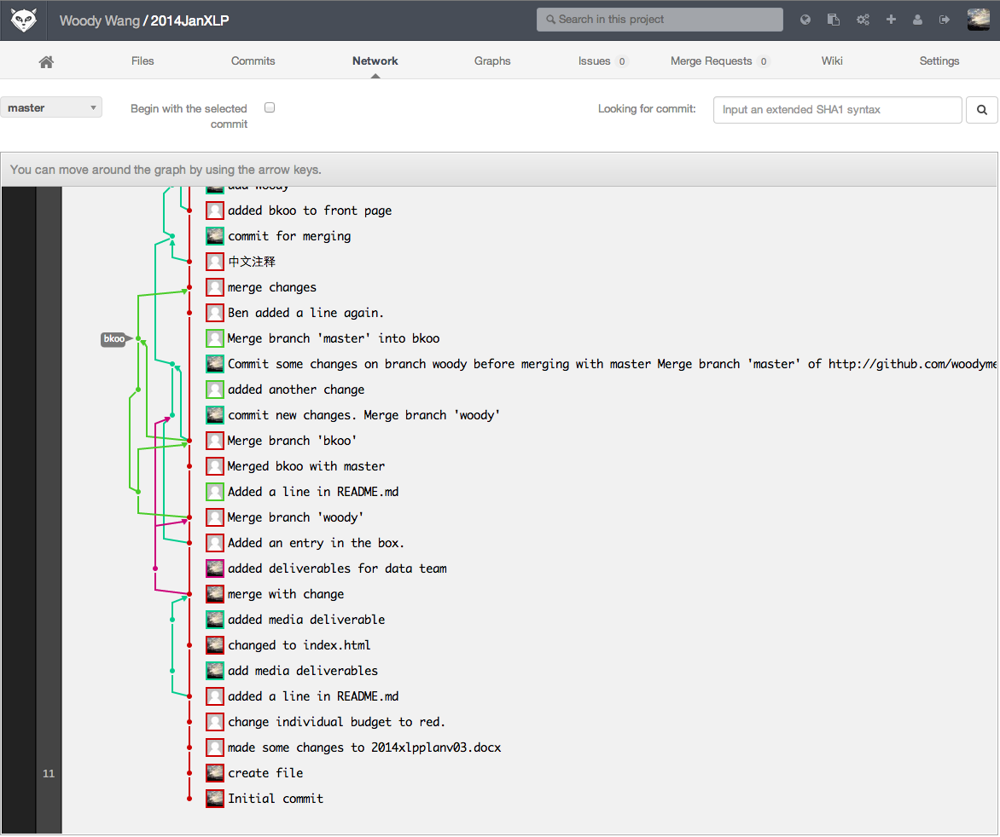 Woody Wang / 2014JanXLP
Search in this project
Files
Commits
Network
Graphs
Issues 0
Merge Requests 0
Wiki
Settings
master
Begin with the selected
commit
Looking for commit:
Input an extended SHA1 syntax
You can move around the graph by using the arrow keys.
add woody
added bkoo to front page
commit for merging
中文注释
merge changes
Ben added a line again.
bkoo
Merge branch 'master' into bkoo
Commit some changes on branch woody before merging with master Merge branch 'master' of http://github.com/woodyme
added another change
commit new changes. Merge branch 'woody'
Merge branch 'bkoo'
Merged bkoo with master
Added a line in README.md
Merge branch 'woody'
Added an entry in the box.
added deliverables for data team
merge with change
added media deliverable
changed to index.html
add media deliverables
added a line in README.md
change individual budget to red.
made some changes to 2014xlpplanv03.docx
11
create file
Initial commit